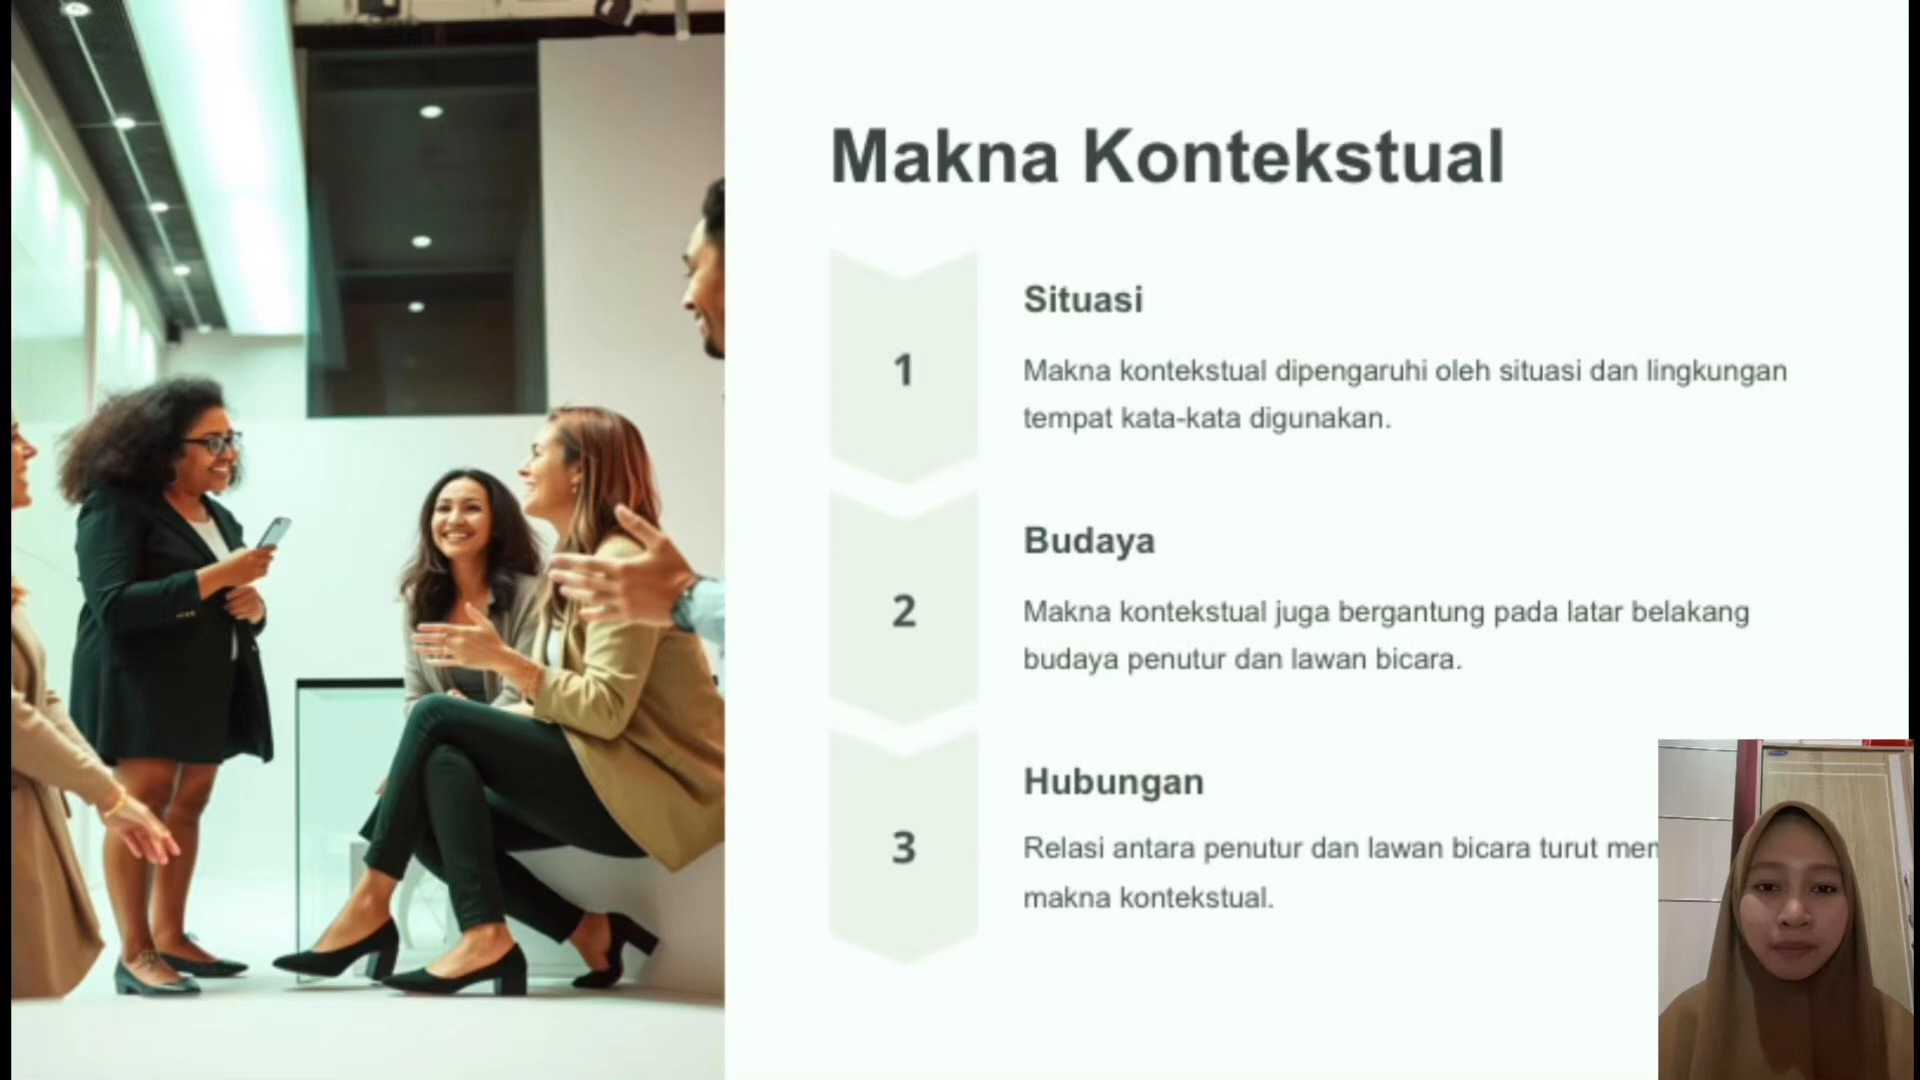 Makna Kontekstual
1
Situasi
Makna kontekstual dipengaruhi oleh situasi dan lingkungan
tempat kata-kata digunakan.
2
Budaya
Makna kontekstual juga bergantung pada latar belakang
budaya penutur dan lawan bicara.
3
Hubungan
Relasi antara penutur dan lawan bicara turut
makna kontekstual.